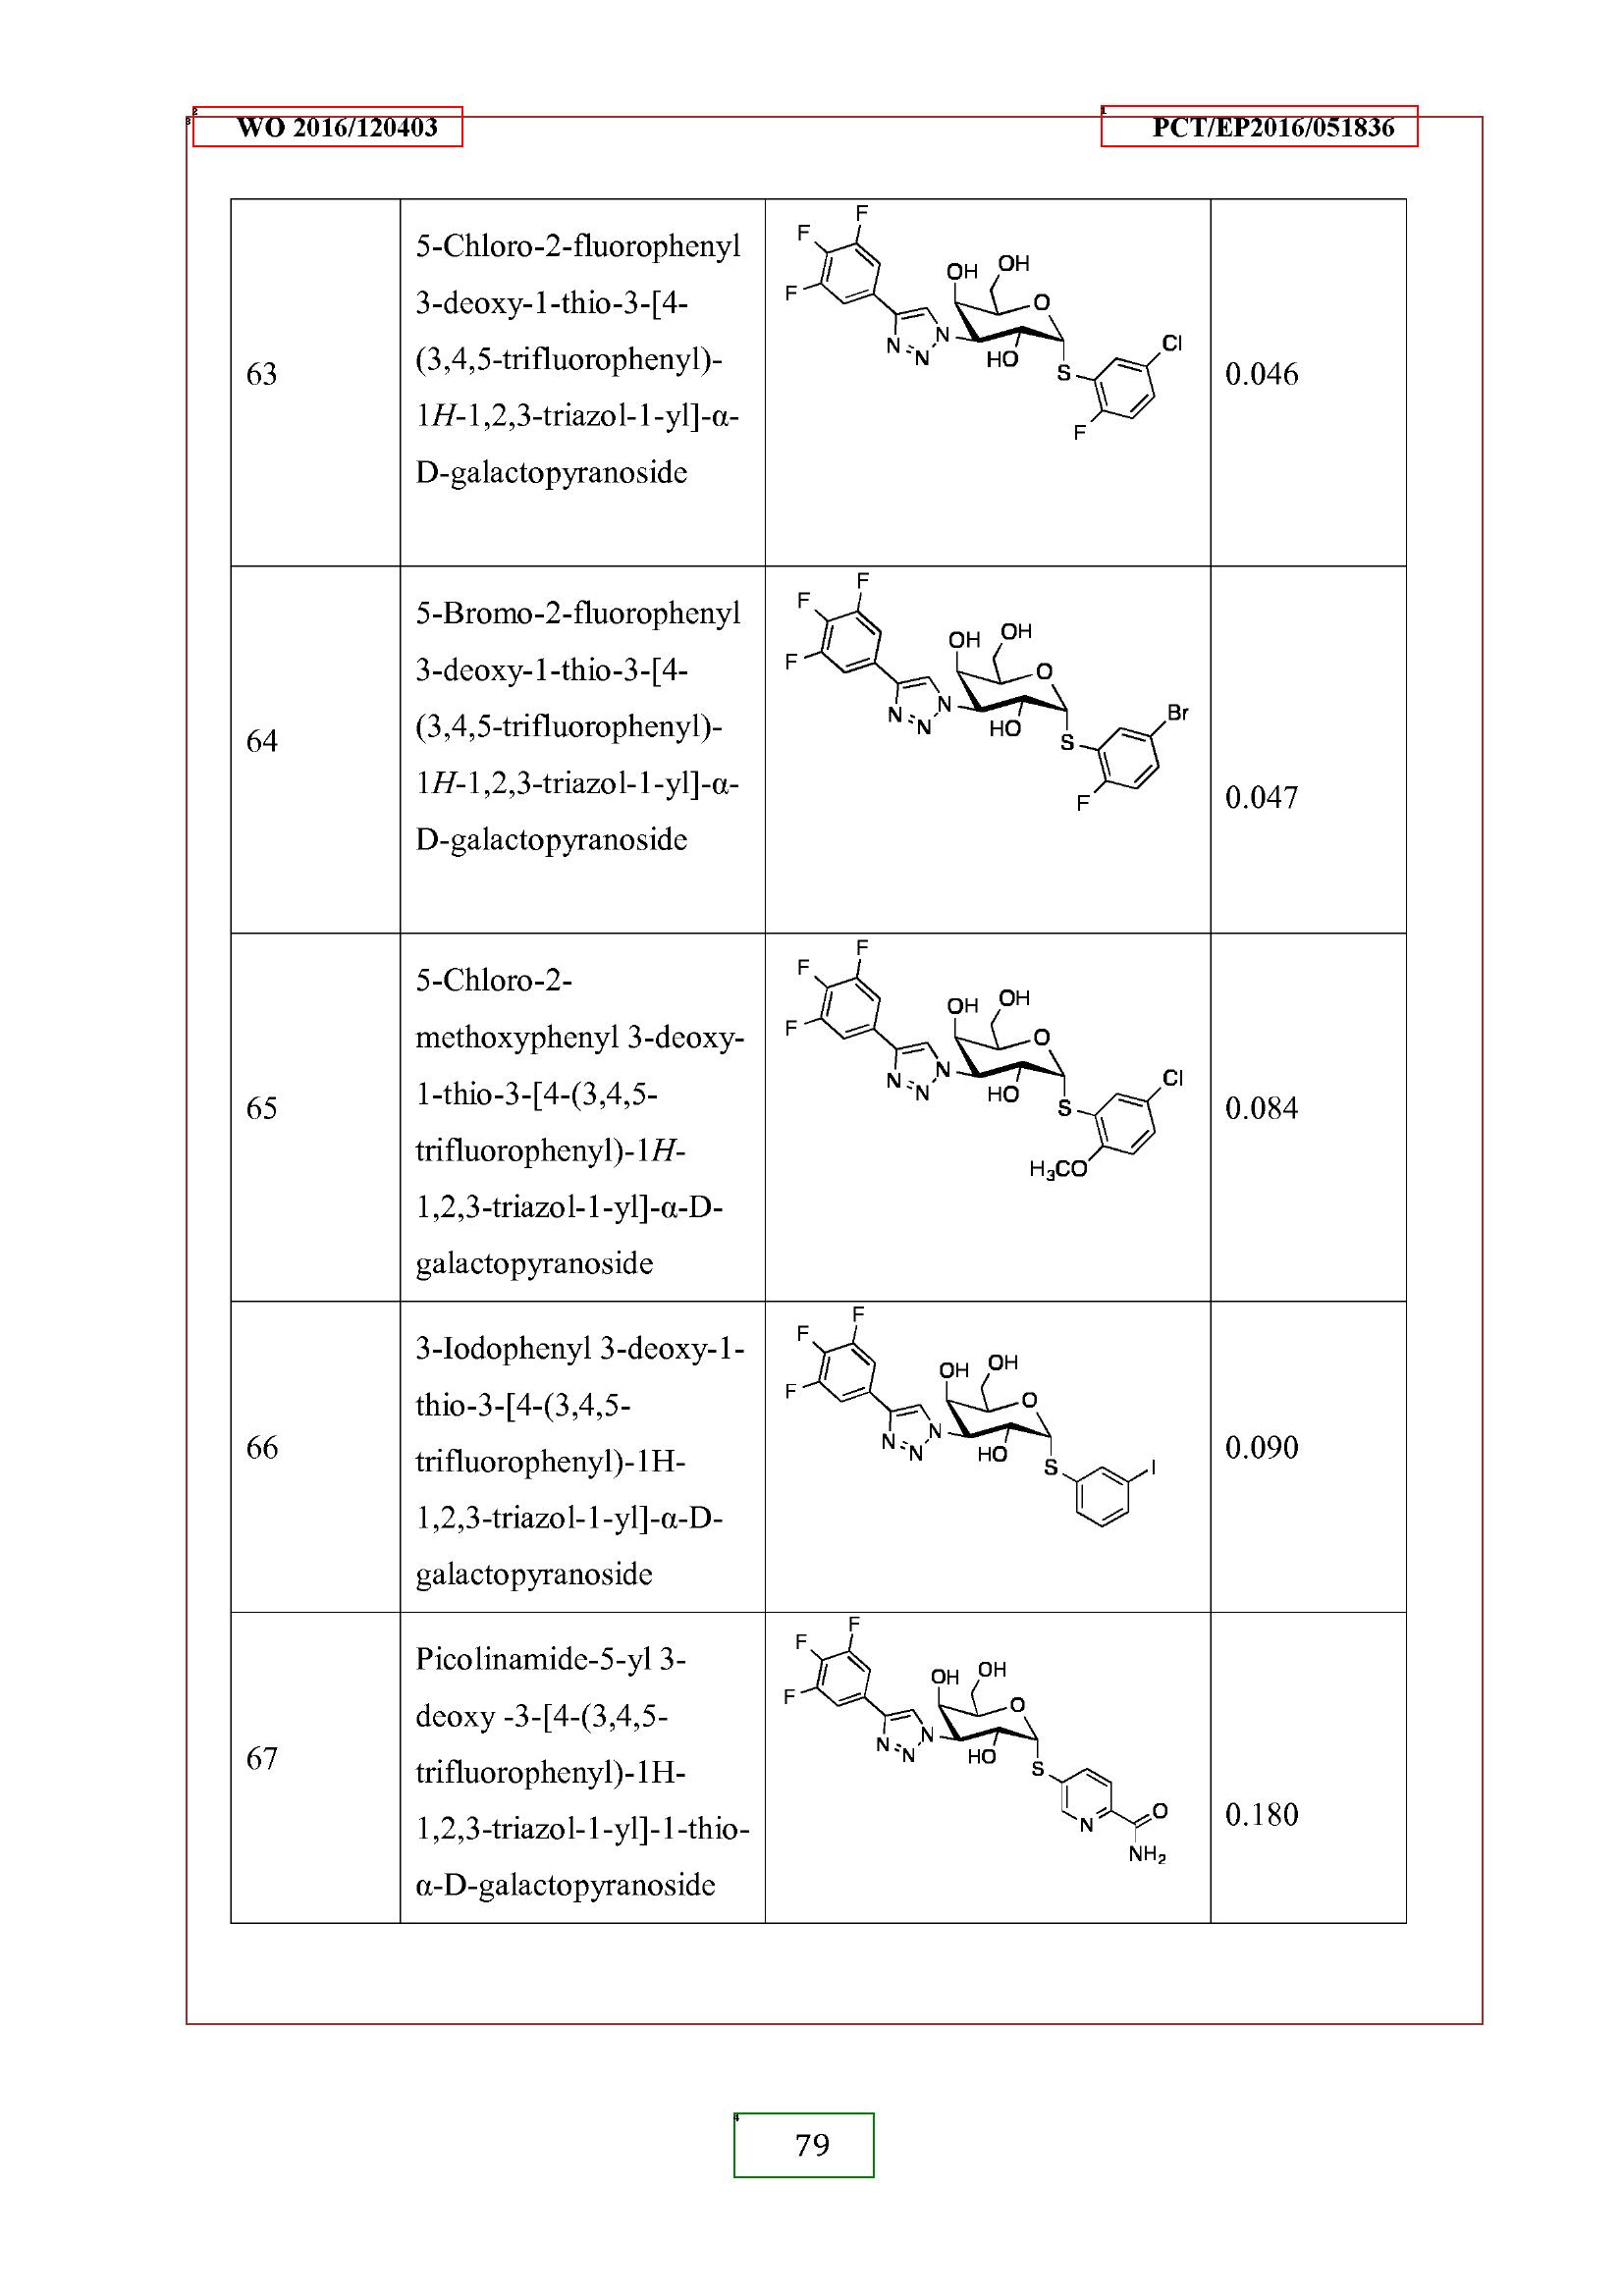 WO 2016/120403
PCT/EP2016/051836
63
5-Chloro-2-fluorophenyl
3-deoxy-1-thio-3-[4-
(3,4,5-trifluorophenyl)-
1H-1,2,3-triazol-1-yl]-α-
D-galactopyranoside
F
F
F
OH
OH
O
N
N
N
HO
S
Cl
F
0.046
64
5-Bromo-2-fluorophenyl
3-deoxy-1-thio-3-[4-
(3,4,5-trifluorophenyl)-
1H-1,2,3-triazol-1-yl]-α-
D-galactopyranoside
F
F
F
OH
OH
O
N
N
N
HO
S
Br
F
0.047
65
5-Chloro-2-
methoxyphenyl 3-deoxy-
1-thio-3-[4-(3,4,5-
trifluorophenyl)-1H-
1,2,3-triazol-1-yl]-α-D-
galactopyranoside
F
F
F
OH
OH
O
N
N
N
HO
S
Cl
H₃CO
0.084
66
3-Iodophenyl 3-deoxy-1-
thio-3-[4-(3,4,5-
trifluorophenyl)-1H-
1,2,3-triazol-1-yl]-α-D-
galactopyranoside
F
F
F
OH
OH
O
N
N
N
HO
S
I
0.090
67
Picolinamide-5-yl 3-
deoxy -3-[4-(3,4,5-
trifluorophenyl)-1H-
1,2,3-triazol-1-yl]-1-thio-
α-D-galactopyranoside
F
F
F
OH
OH
O
N
N
N
HO
S
N
O
NH₂
0.180
79